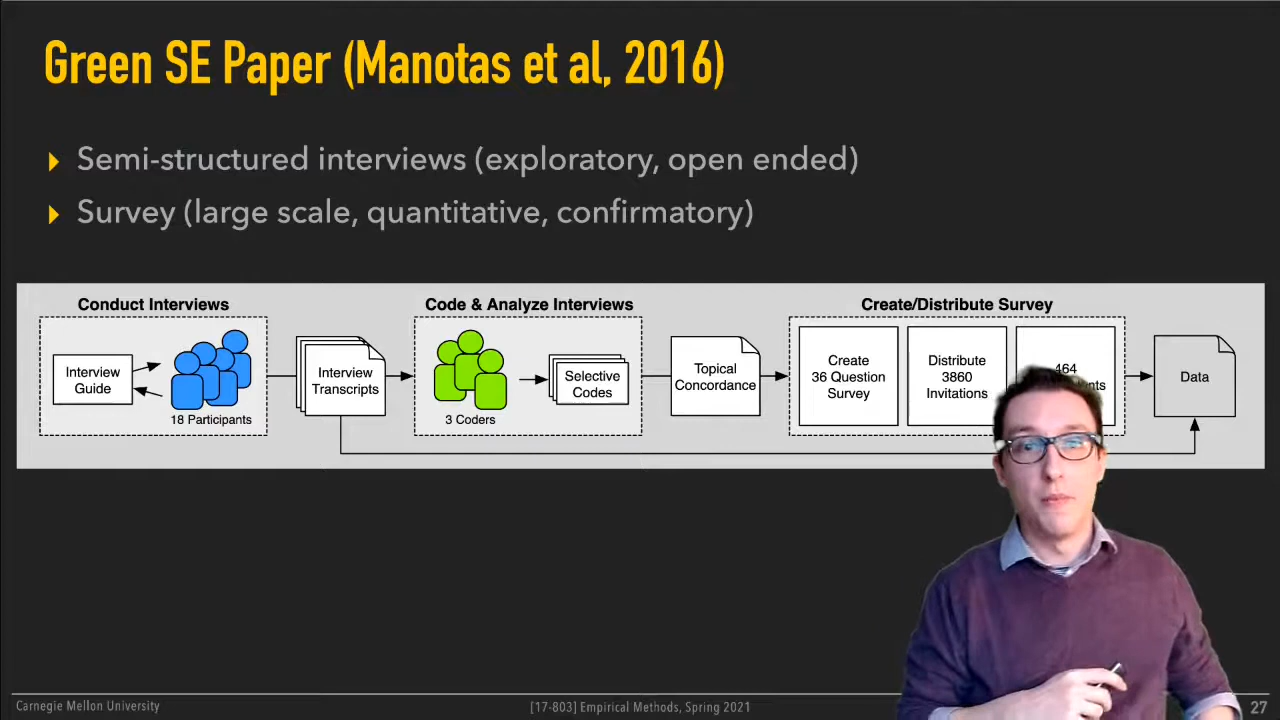 Green SE Paper (Manotas et al, 2016)
Semi-structured interviews (exploratory, open ended)
Survey (large scale, quantitative, confirmatory)
Conduct Interviews
Code & Analyze Interviews
Create/Distribute Survey
Interview
Guide
18 Participants
Interview
Transcripts
3 Coders
Selective
Codes
Topical
Concordance
Create
36 Question
Survey
Distribute
3860
Invitations
464
Data
Carnegie Mellon University
[17-803] Empirical Methods, Spring 2021
27